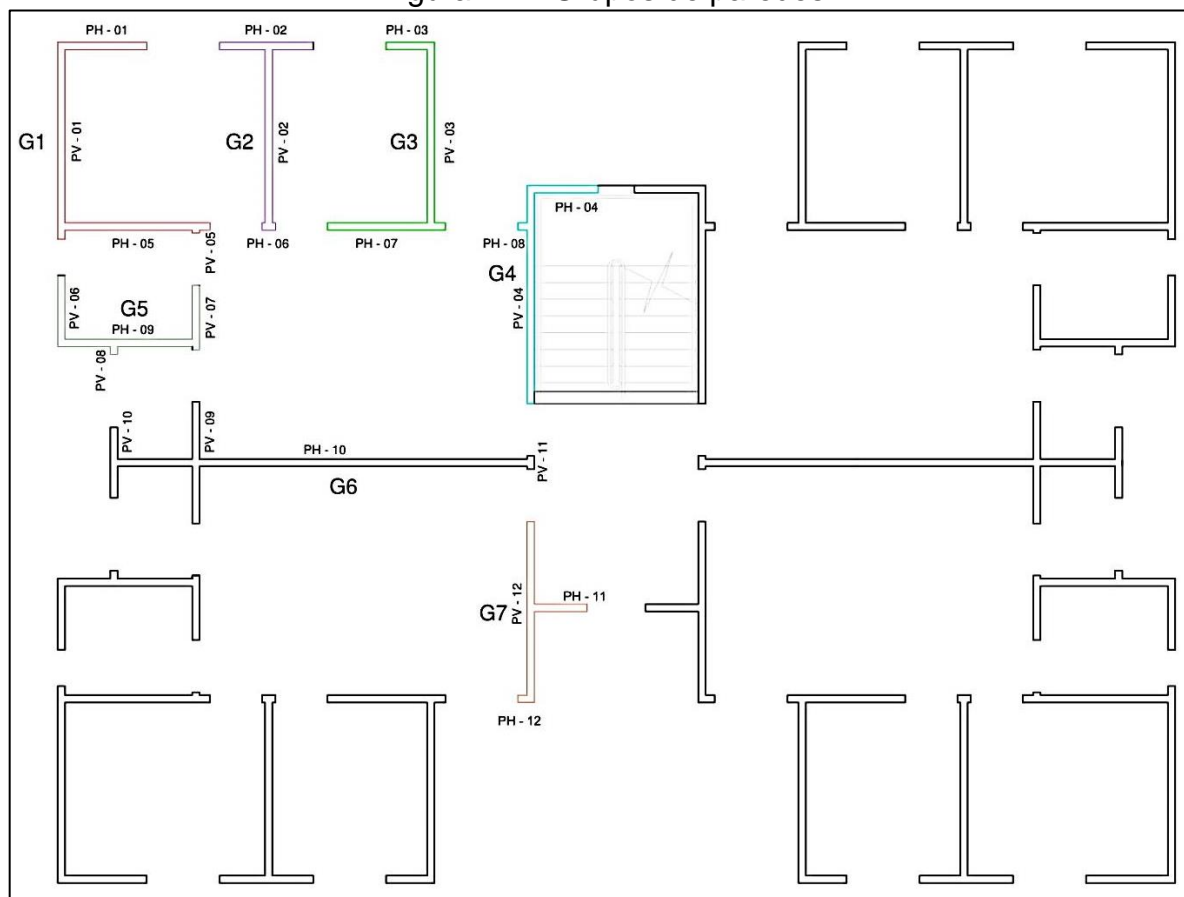 PH - 01
PH - 02
PH - 03
G1
PV - 01
G2
PV - 02
G3
PV - 03
PH - 04
PH - 05
PV - 05
PH - 06
PH - 07
PH - 08
G4
PV - 04
PV - 06
G5
PH - 09
PV - 07
PV - 08
PV - 10
PV - 09
PH - 10
PV - 11
G6
G7
PV - 12
PH - 11
PH - 12